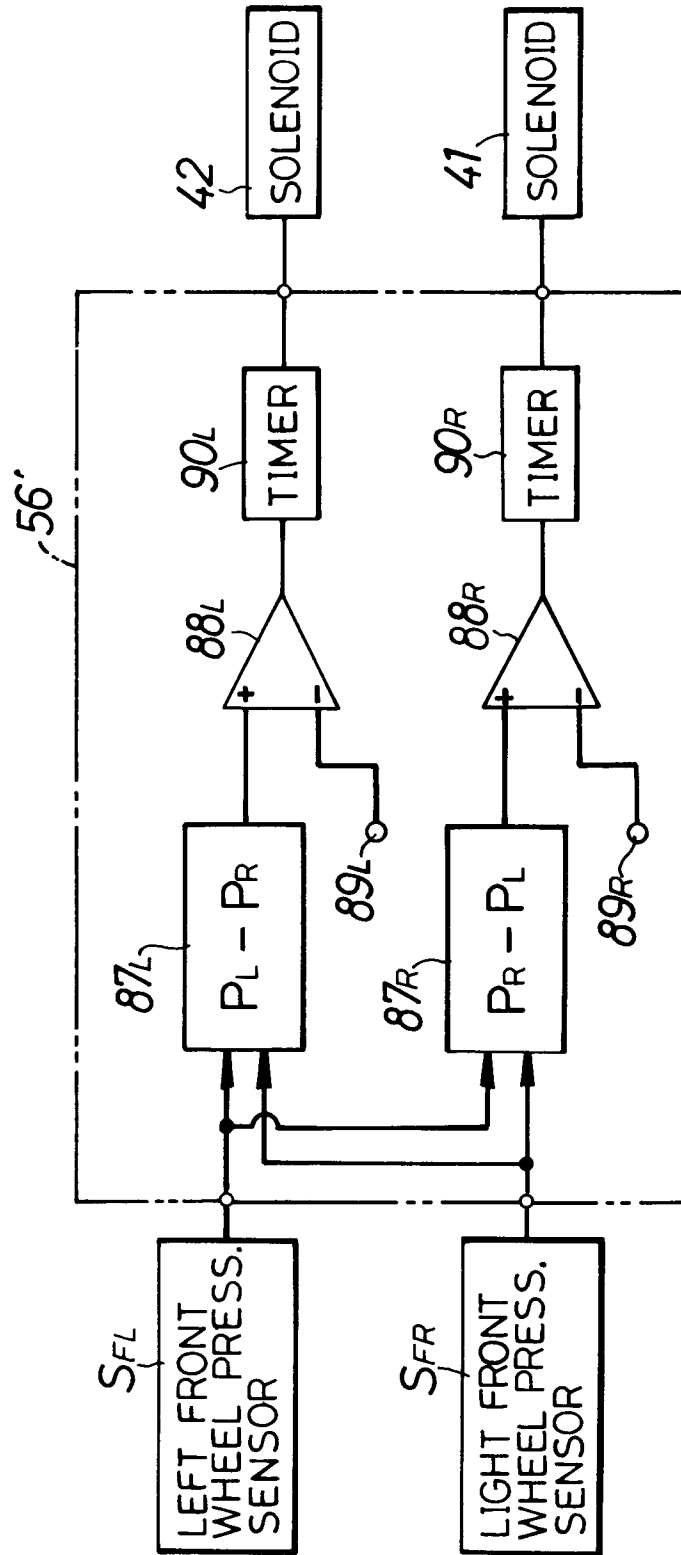 56'
SFL
LEFT FRONT
WHEEL PRESS.
SENSOR
87L
PL – PR
89L
+
–
88L
90L
TIMER
42
SOLENOID
SFR
LIGHT FRONT
WHEEL PRESS.
SENSOR
87R
PR – PL
89R
+
–
88R
90R
TIMER
41
SOLENOID